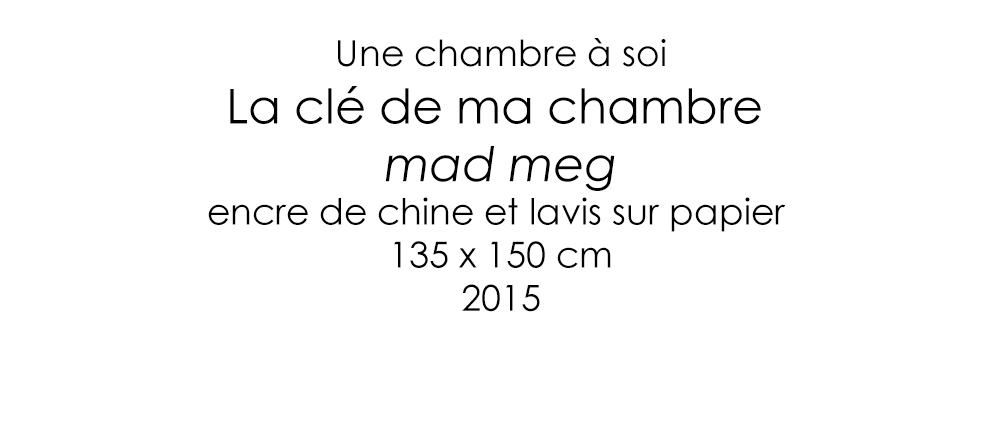 Une chambre à soi
La clé de ma chambre
mad meg
encre de chine et lavis sur papier
135 x 150 cm
2015